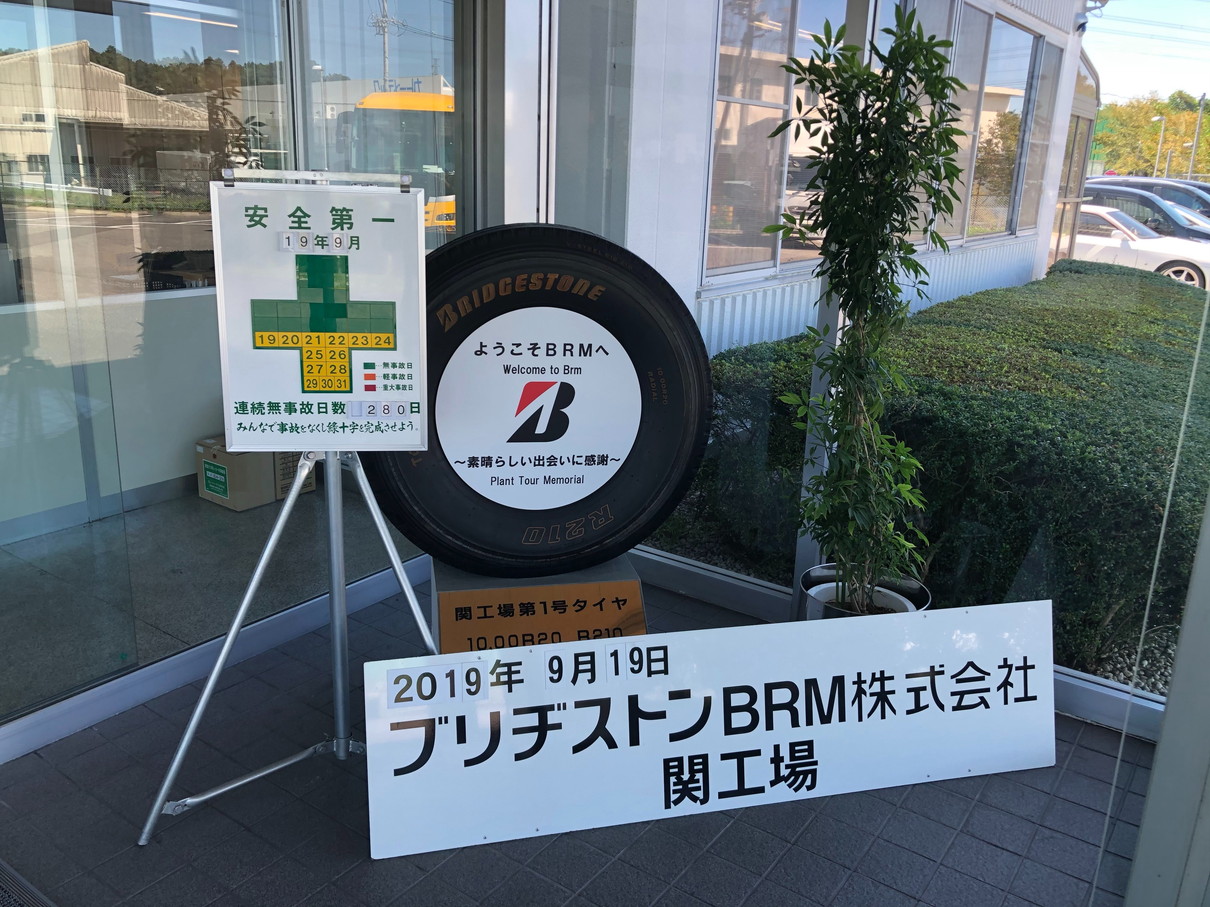 安全第一
19年9月
19 20 21 22 23 24
25 26
27 28
29 30 31
無事故日
軽事故日
重大事故日
連続無事故日数 280日
みんなで事故をなくし緑十字を完成させよう。
BRIDGESTONE
ようこそBRMへ
Welcome to Brm
B
～素晴らしい出会いに感謝～
Plant Tour Memorial
R210
関工場第1号タイヤ
10.00R20 R210
2019年 9月19日
ブリヂストンBRM株式会社
関工場